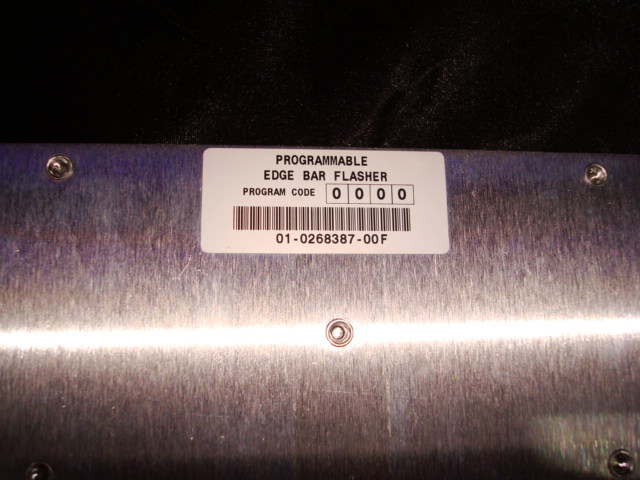 PROGRAMMABLE
EDGE BAR FLASHER
PROGRAM CODE 0 0 0 0
01-0268387-00F